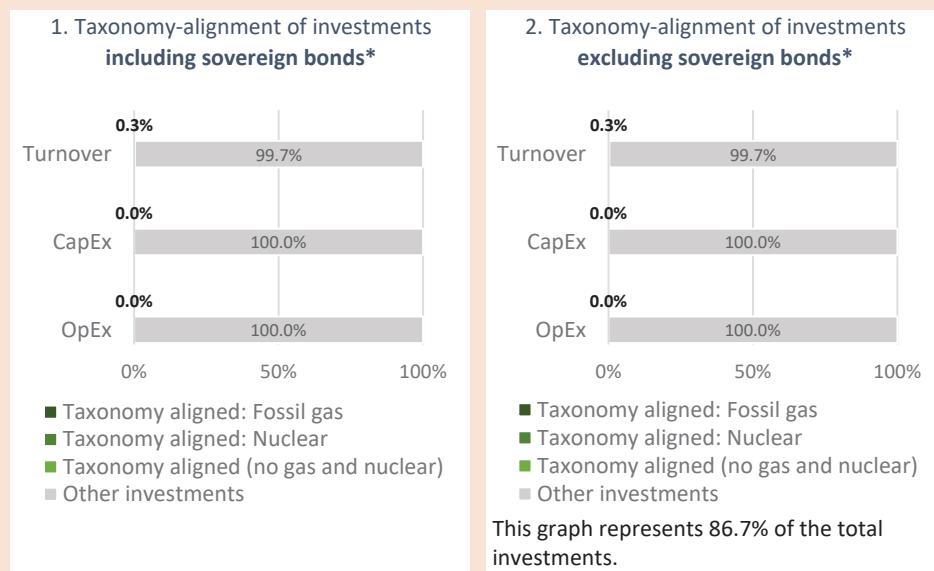 1. Taxonomy-alignment of investments
including sovereign bonds*
0.3%
Turnover 99.7%
0.0%
CapEx 100.0%
0.0%
OpEx 100.0%
0% 50% 100%
Taxonomy aligned: Fossil gas
Taxonomy aligned: Nuclear
Taxonomy aligned (no gas and nuclear)
Other investments
2. Taxonomy-alignment of investments
excluding sovereign bonds*
0.3%
Turnover 99.7%
0.0%
CapEx 100.0%
0.0%
OpEx 100.0%
0% 50% 100%
Taxonomy aligned: Fossil gas
Taxonomy aligned: Nuclear
Taxonomy aligned (no gas and nuclear)
Other investments
This graph represents 86.7% of the total
investments.